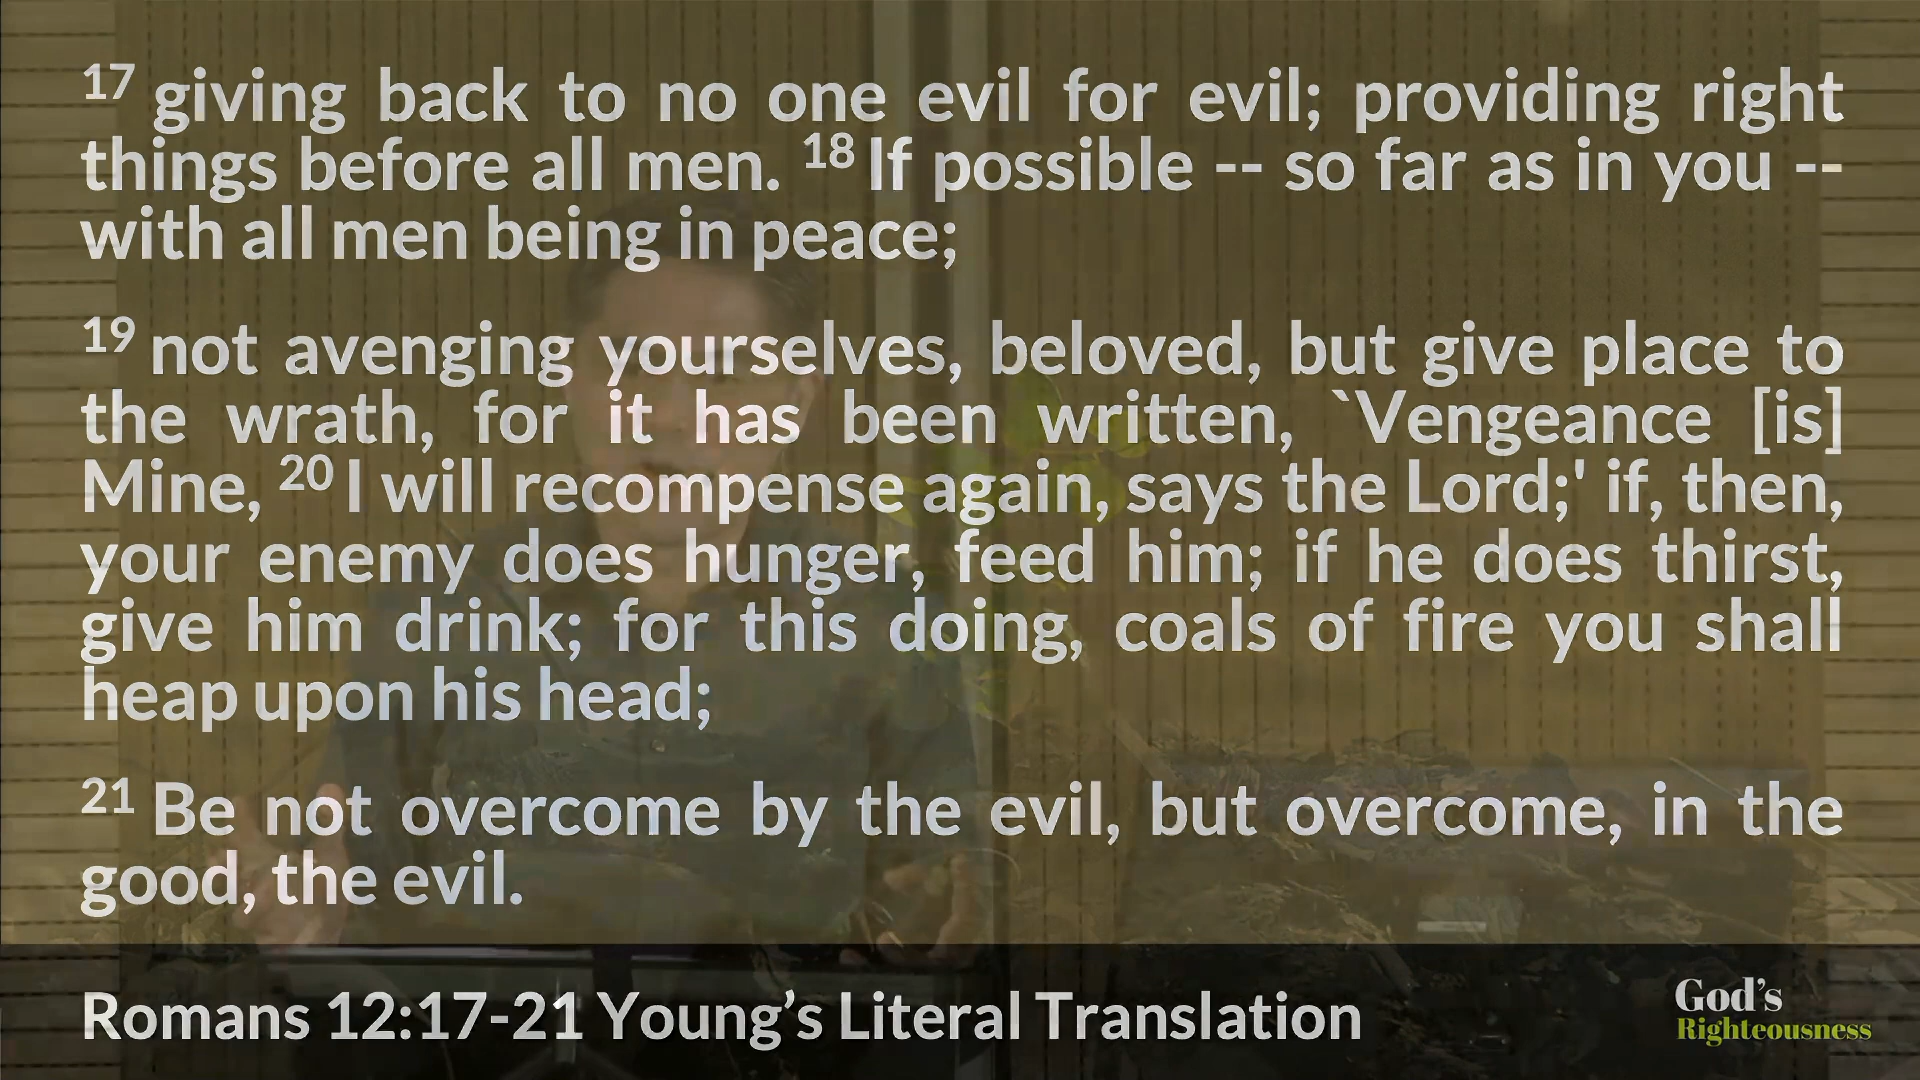 17 giving back to no one evil for evil; providing right
things before all men. 18 If possible -- so far as in you --
with all men being in peace;
19 not avenging yourselves, beloved, but give place to
the wrath, for it has been written, `Vengeance [is]
Mine, 20 I will recompense again, says the Lord;' if, then,
your enemy does hunger, feed him; if he does thirst,
give him drink; for this doing, coals of fire you shall
heap upon his head;
21 Be not overcome by the evil, but overcome, in the
good, the evil.
Romans 12:17-21 Young’s Literal Translation
God’s
Righteousness